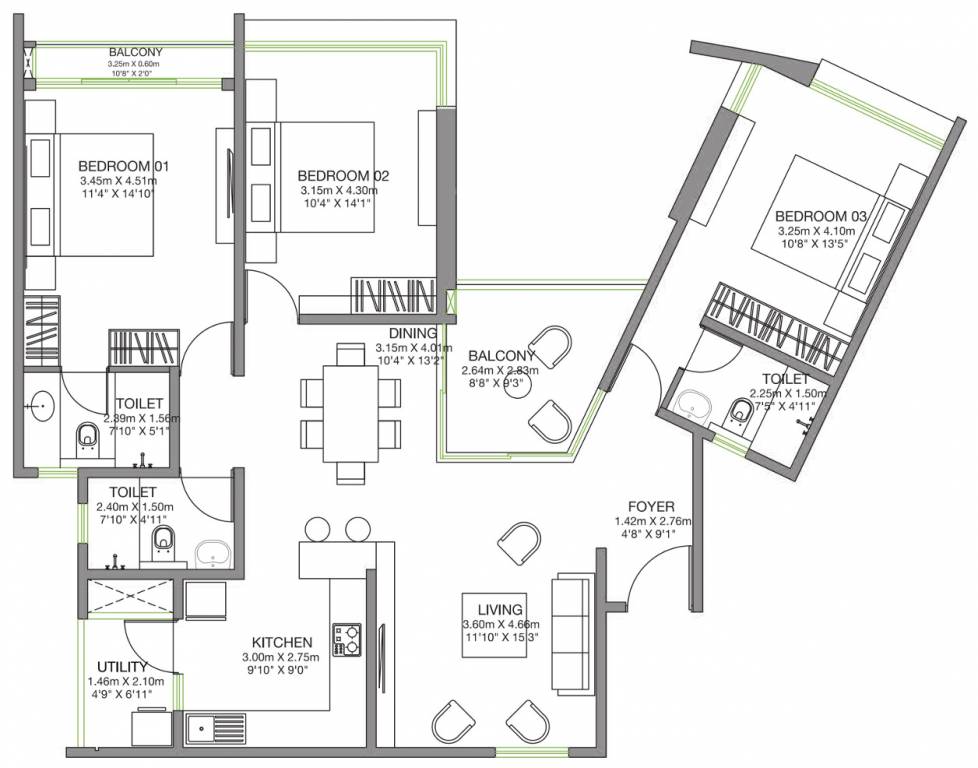 BALCONY
3.25m X 0.60m
10'8" X 2'0"
BEDROOM 01
3.45m X 4.51m
11'4" X 14'10"
BEDROOM 02
3.15m X 4.30m
10'4" X 14'1"
BEDROOM 03
3.25m X 4.10m
10'8" X 13'5"
DINING
3.15m X 4.01m
10'4" X 13'2"
BALCONY
2.64m X 2.83m
8'8" X 9'3"
TOILET
2.25m X 1.50m
7'5" X 4'11"
TOILET
2.39m X 1.56m
7'10" X 5'1"
TOILET
2.40m X 1.50m
7'10" X 4'11"
FOYER
1.42m X 2.76m
4'8" X 9'1"
LIVING
3.60m X 4.66m
11'10" X 15'3"
KITCHEN
3.00m X 2.75m
9'10" X 9'0"
UTILITY
1.46m X 2.10m
4'9" X 6'11"